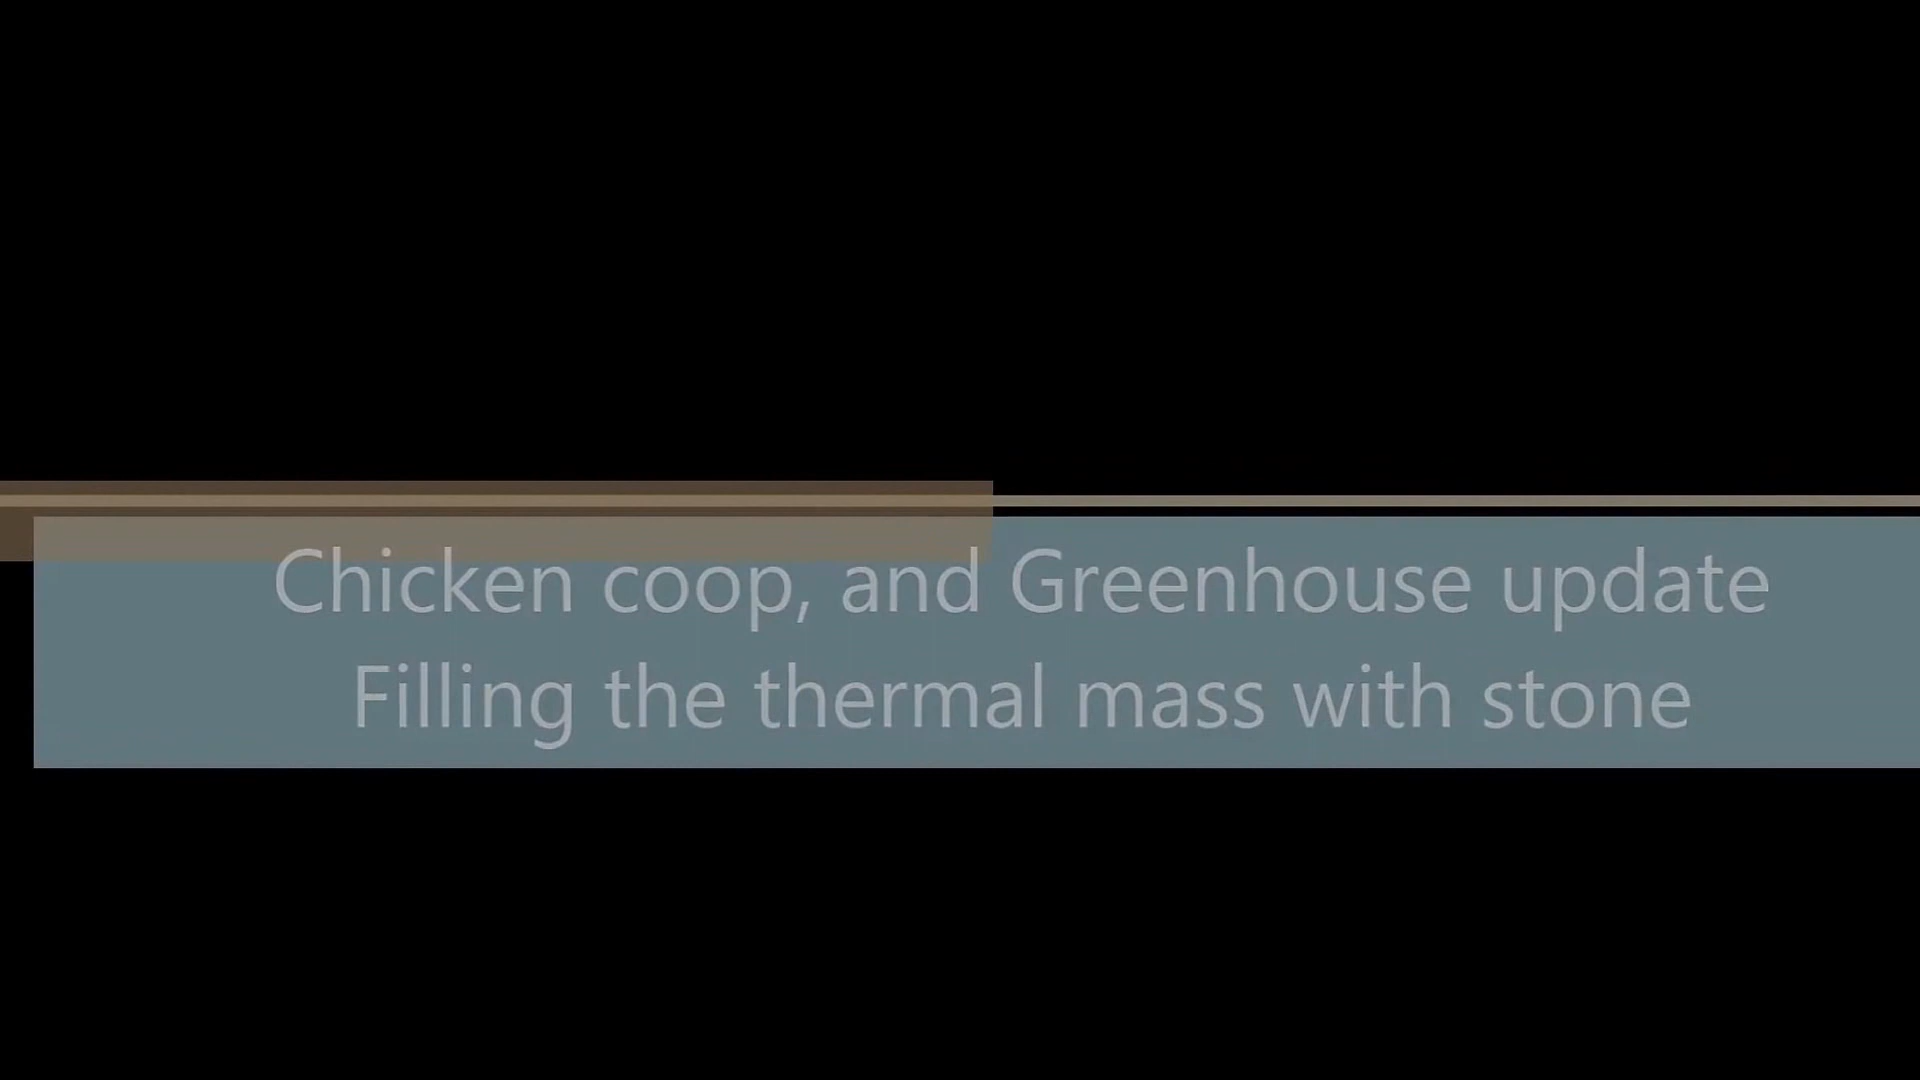 Chicken coop, and Greenhouse update
Filling the thermal mass with stone